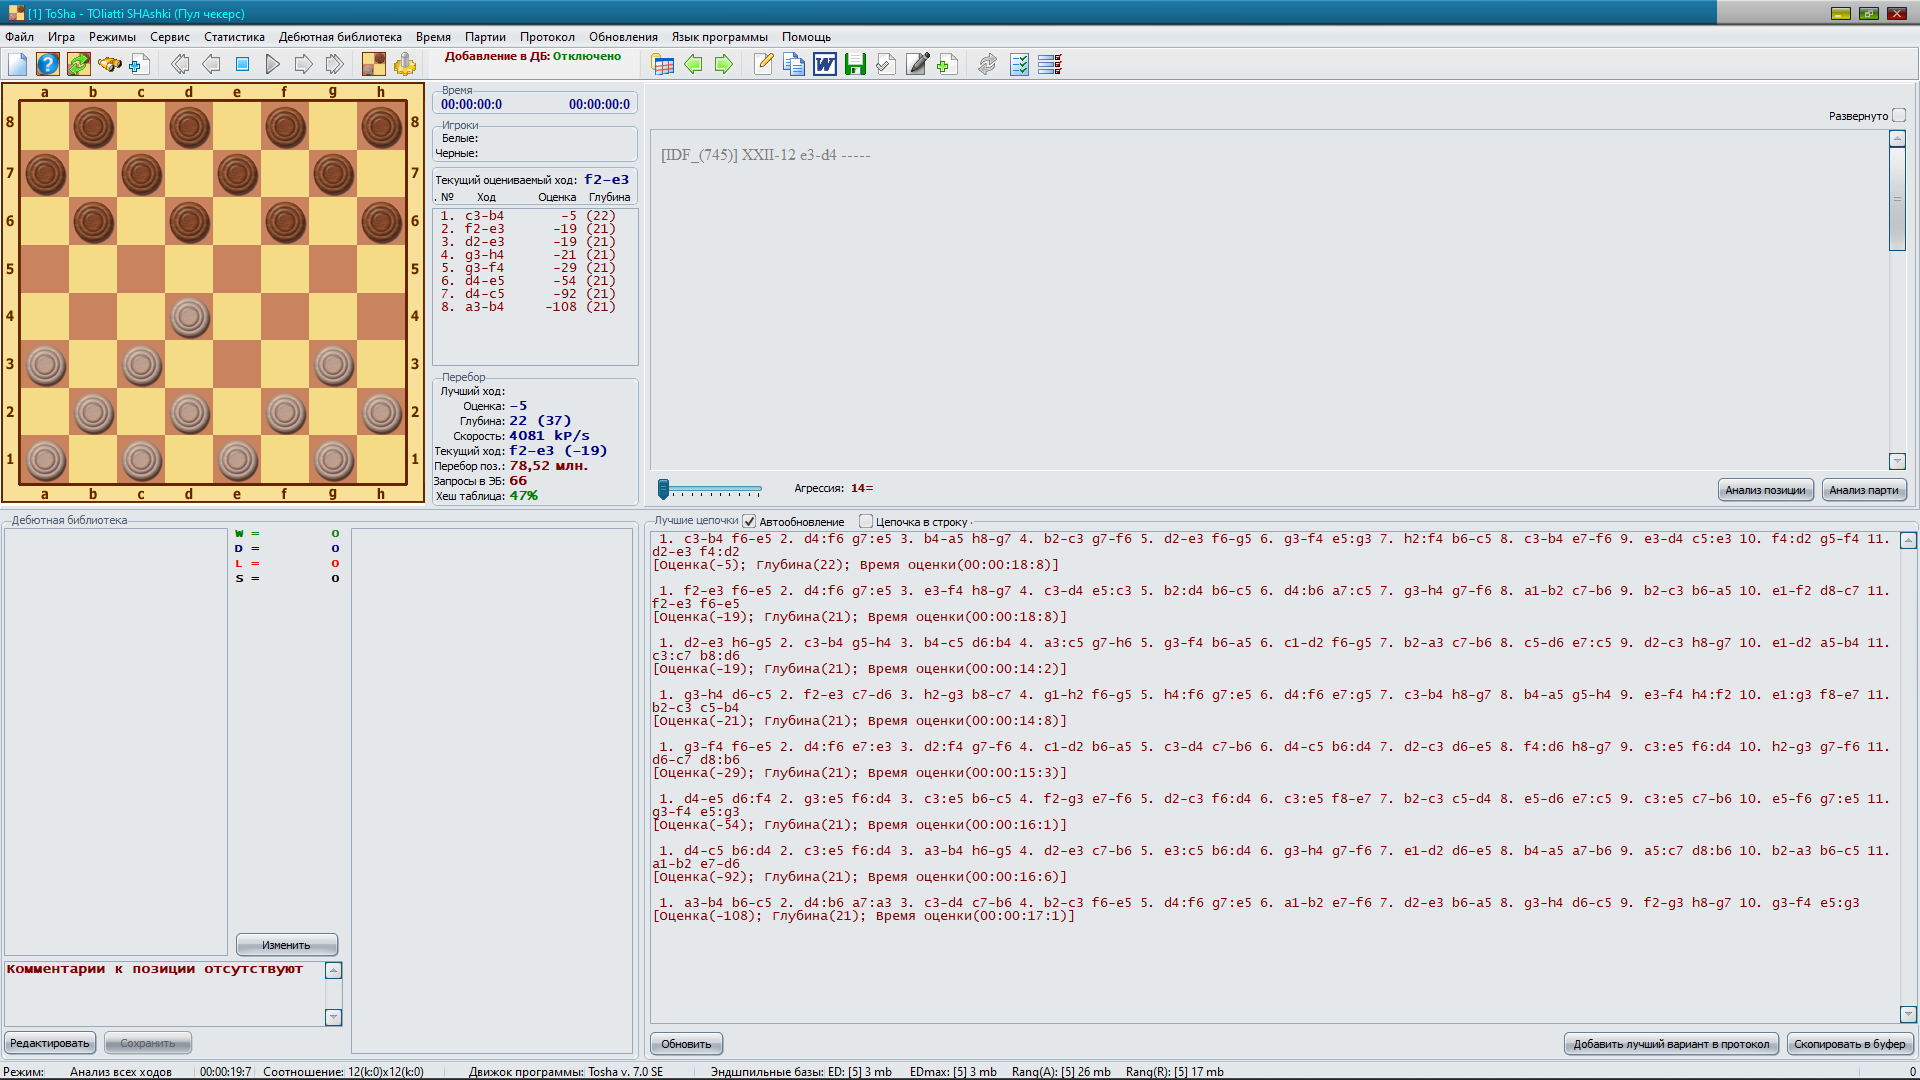 [1] ToSha - TOliatti SHAshki (Пул чекерс)
Файл Игра Режимы Сервис Статистика Дебютная библиотека Время Партии Протокол Обновления Язык программы Помощь
Добавление в ДБ: Отключено
a b c d e f g h
8 8
7 7
6 6
5 5
4 4
3 3
2 2
1 1
a b c d e f g h
Время
00:00:00:0 00:00:00:0
Игроки
Белые:
Черные:
Текущий оцениваемый ход: f2-e3
. № Ход Оценка Глубина
1. c3-b4 -5 (22)
2. f2-e3 -19 (21)
3. d2-e3 -19 (21)
4. g3-h4 -21 (21)
5. g3-f4 -29 (21)
6. d4-e5 -54 (21)
7. d4-c5 -92 (21)
8. a3-b4 -108 (21)
Перебор
Лучший ход:
Оценка: -5
Глубина: 22 (37)
Скорость: 4081 kP/s
Текущий ход: f2-e3 (-19)
Перебор поз.: 78,52 млн.
Запросы в ЭБ: 66
Хеш таблица: 47%
Развернуто
[IDF_(745)] XXII-12 e3-d4 -----
Агрессия: 14=
Анализ позиции Анализ парти
Дебютная библиотека
W = 0
D = 0
L = 0
S = 0
Изменить
Комментарии к позиции отсутствуют
Редактировать Сохранить
Лучшие цепочки Автообновление Цепочка в строку
1. c3-b4 f6-e5 2. d4:f6 g7:e5 3. b4-a5 h8-g7 4. b2-c3 g7-f6 5. d2-e3 f6-g5 6. g3-f4 e5:g3 7. h2:f4 b6-c5 8. c3-b4 e7-f6 9. e3-d4 c5:e3 10. f4:d2 g5-f4 11.
d2-e3 f4:d2
[Оценка(-5); Глубина(22); Время оценки(00:00:18:8)]
1. f2-e3 f6-e5 2. d4:f6 g7:e5 3. e3-f4 h8-g7 4. c3-d4 e5:c3 5. b2:d4 b6-c5 6. d4:b6 a7:c5 7. g3-h4 g7-f6 8. a1-b2 c7-b6 9. b2-c3 b6-a5 10. e1-f2 d8-c7 11.
f2-e3 f6-e5
[Оценка(-19); Глубина(21); Время оценки(00:00:18:8)]
1. d2-e3 h6-g5 2. c3-b4 g5-h4 3. b4-c5 d6:b4 4. a3:c5 g7-h6 5. g3-f4 b6-a5 6. c1-d2 f6-g5 7. b2-a3 c7-b6 8. c5-d6 e7:c5 9. d2-c3 h8-g7 10. e1-d2 a5-b4 11.
c3:c7 b8:d6
[Оценка(-19); Глубина(21); Время оценки(00:00:14:2)]
1. g3-h4 d6-c5 2. f2-e3 c7-d6 3. h2-g3 b8-c7 4. g1-h2 f6-g5 5. h4:f6 g7:e5 6. d4:f6 e7:g5 7. c3-b4 h8-g7 8. b4-a5 g5-h4 9. e3-f4 h4:f2 10. e1:g3 f8-e7 11.
b2-c3 c5-b4
[Оценка(-21); Глубина(21); Время оценки(00:00:14:8)]
1. g3-f4 f6-e5 2. d4:f6 e7:e3 3. d2:f4 g7-f6 4. c1-d2 b6-a5 5. c3-d4 c7-b6 6. d4-c5 b6:d4 7. d2-c3 d6-e5 8. f4:d6 h8-g7 9. c3:e5 f6:d4 10. h2-g3 g7-f6 11.
d6-c7 d8:b6
[Оценка(-29); Глубина(21); Время оценки(00:00:15:3)]
1. d4-e5 d6:f4 2. g3:e5 f6:d4 3. c3:e5 b6-c5 4. f2-g3 e7-f6 5. d2-c3 f6:d4 6. c3:e5 f8-e7 7. b2-c3 c5-d4 8. e5-d6 e7:c5 9. c3:e5 c7-b6 10. e5-f6 g7:e5 11.
g3-f4 e5:g3
[Оценка(-54); Глубина(21); Время оценки(00:00:16:1)]
1. d4-c5 b6:d4 2. c3:e5 f6:d4 3. a3-b4 h6-g5 4. d2-e3 c7-b6 5. e3:c5 b6:d4 6. g3-h4 g7-f6 7. e1-d2 d6-e5 8. b4-a5 a7-b6 9. a5:c7 d8:b6 10. b2-a3 b6-c5 11.
a1-b2 e7-d6
[Оценка(-92); Глубина(21); Время оценки(00:00:16:6)]
1. a3-b4 b6-c5 2. d4:b6 a7:a3 3. c3-d4 c7-b6 4. b2-c3 f6-e5 5. d4:f6 g7:e5 6. a1-b2 e7-f6 7. d2-e3 b6-a5 8. g3-h4 d6-c5 9. f2-g3 h8-g7 10. g3-f4 e5:g3
[Оценка(-108); Глубина(21); Время оценки(00:00:17:1)]
Обновить Добавить лучший вариант в протокол Скопировать в буфер
Режим: Анализ всех ходов 00:00:19:7 Соотношение: 12(k:0)x12(k:0) Движок программы: Tosha v. 7.0 SE Эндшпильные базы: ED: [5] 3 mb EDmax: [5] 3 mb Rang(A): [5] 26 mb Rang(R): [5] 17 mb 0